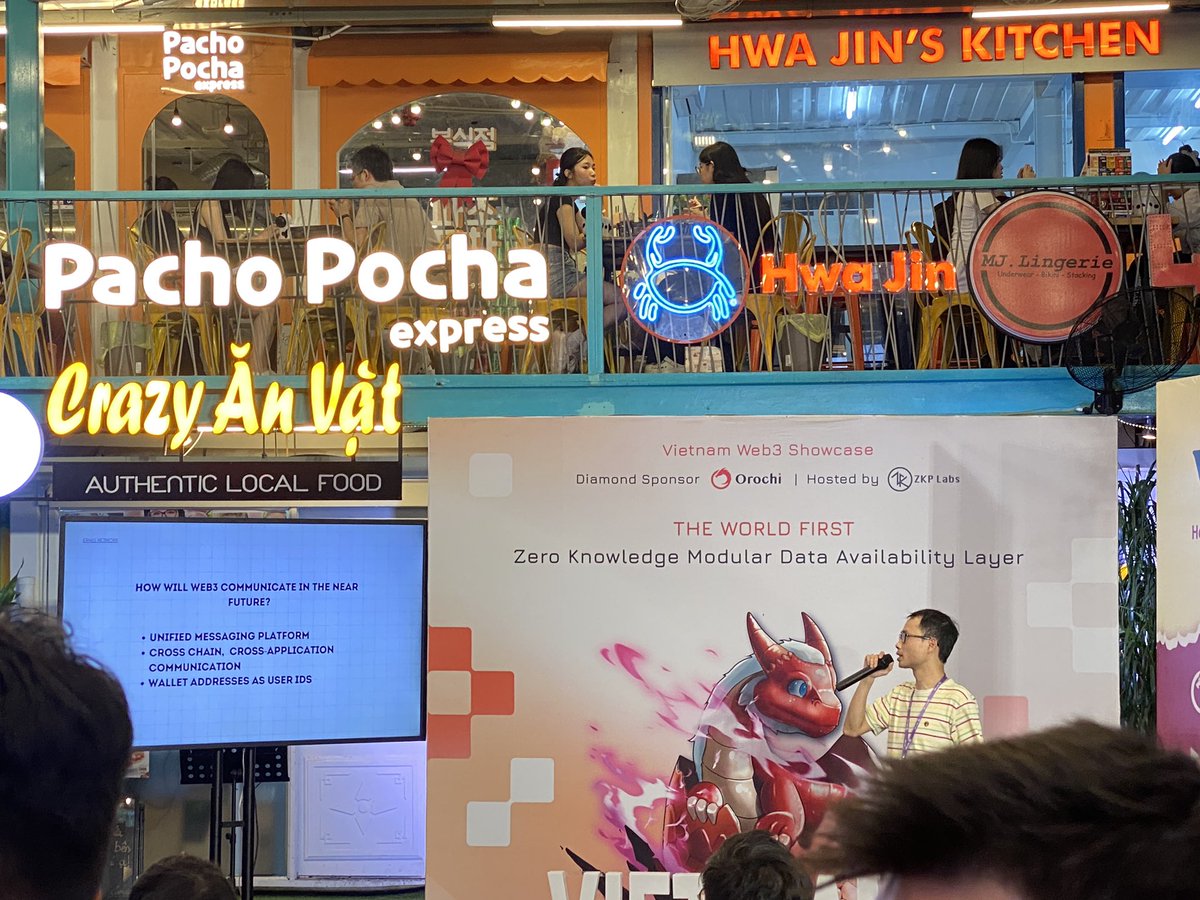 Pacho
Pocha
express
HWA JIN'S KITCHEN
분식점
Pacho Pocha
express
Hwa Jin
MJ. Lingerie
Underwear - Bikini - Stocking
Crazy Ăn Vặt
AUTHENTIC LOCAL FOOD
Vietnam Web3 Showcase
Diamond Sponsor Orochi | Hosted by ZKP Labs
THE WORLD FIRST
Zero Knowledge Modular Data Availability Layer
HOW WILL WEB3 COMMUNICATE IN THE NEAR
FUTURE?
• UNIFIED MESSAGING PLATFORM
• CROSS CHAIN, CROSS-APPLICATION
COMMUNICATION
• WALLET ADDRESSES AS USER IDS